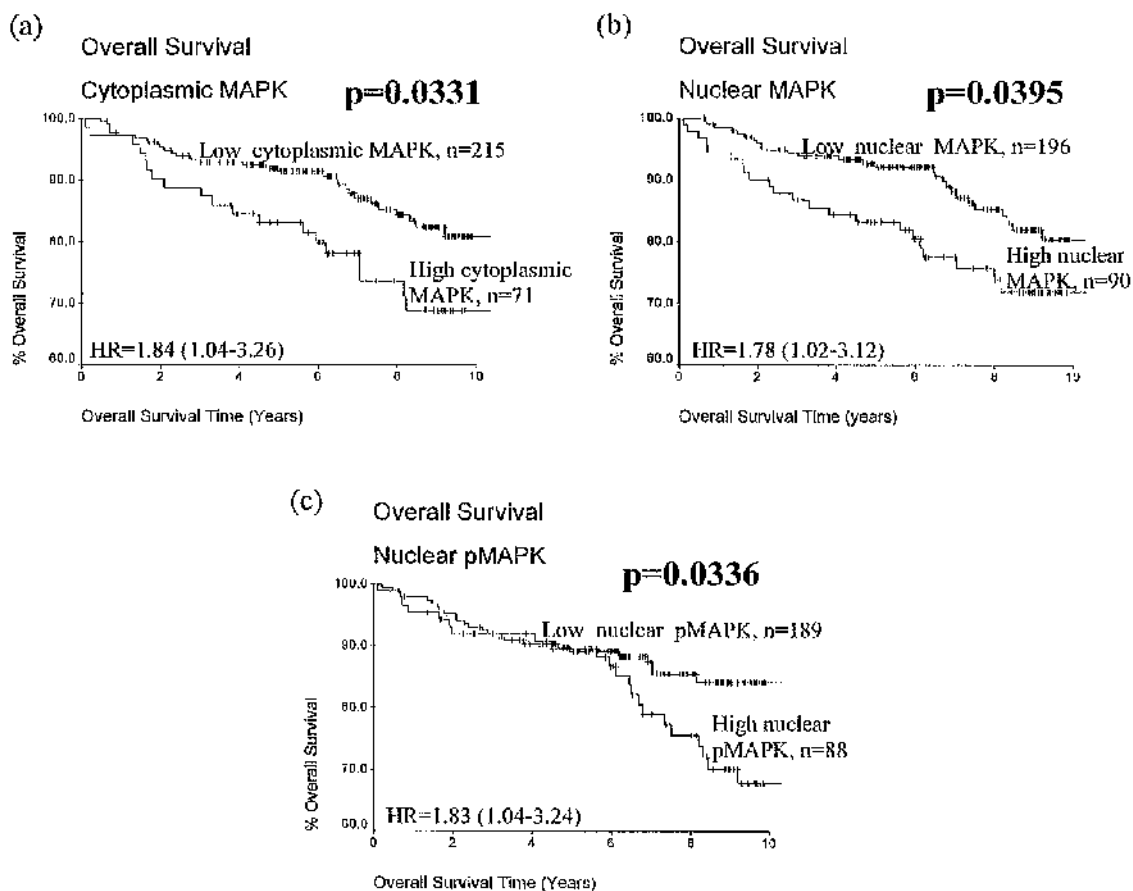 (a)
Overall Survival
Cytoplasmic MAPK
p=0.0331
100.0
90.0
80.0
70.0
60.0
% Overall Survival
Low cytoplasmic MAPK, n=215
High cytoplasmic
MAPK, n=71
HR=1.84 (1.04-3.26)
0 2 4 6 8 10
Overall Survival Time (Years)
(b)
Overall Survival
Nuclear MAPK
p=0.0395
100.0
90.0
80.0
70.0
60.0
% Overall Survival
Low nuclear MAPK, n=196
High nuclear
MAPK, n=90
HR=1.78 (1.02-3.12)
0 2 4 6 8 10
Overall Survival Time (years)
(c)
Overall Survival
Nuclear pMAPK
p=0.0336
100.0
90.0
80.0
70.0
60.0
% Overall Survival
Low nuclear pMAPK, n=189
High nuclear
pMAPK, n=88
HR=1.83 (1.04-3.24)
0 2 4 6 8 10
Overall Survival Time (Years)